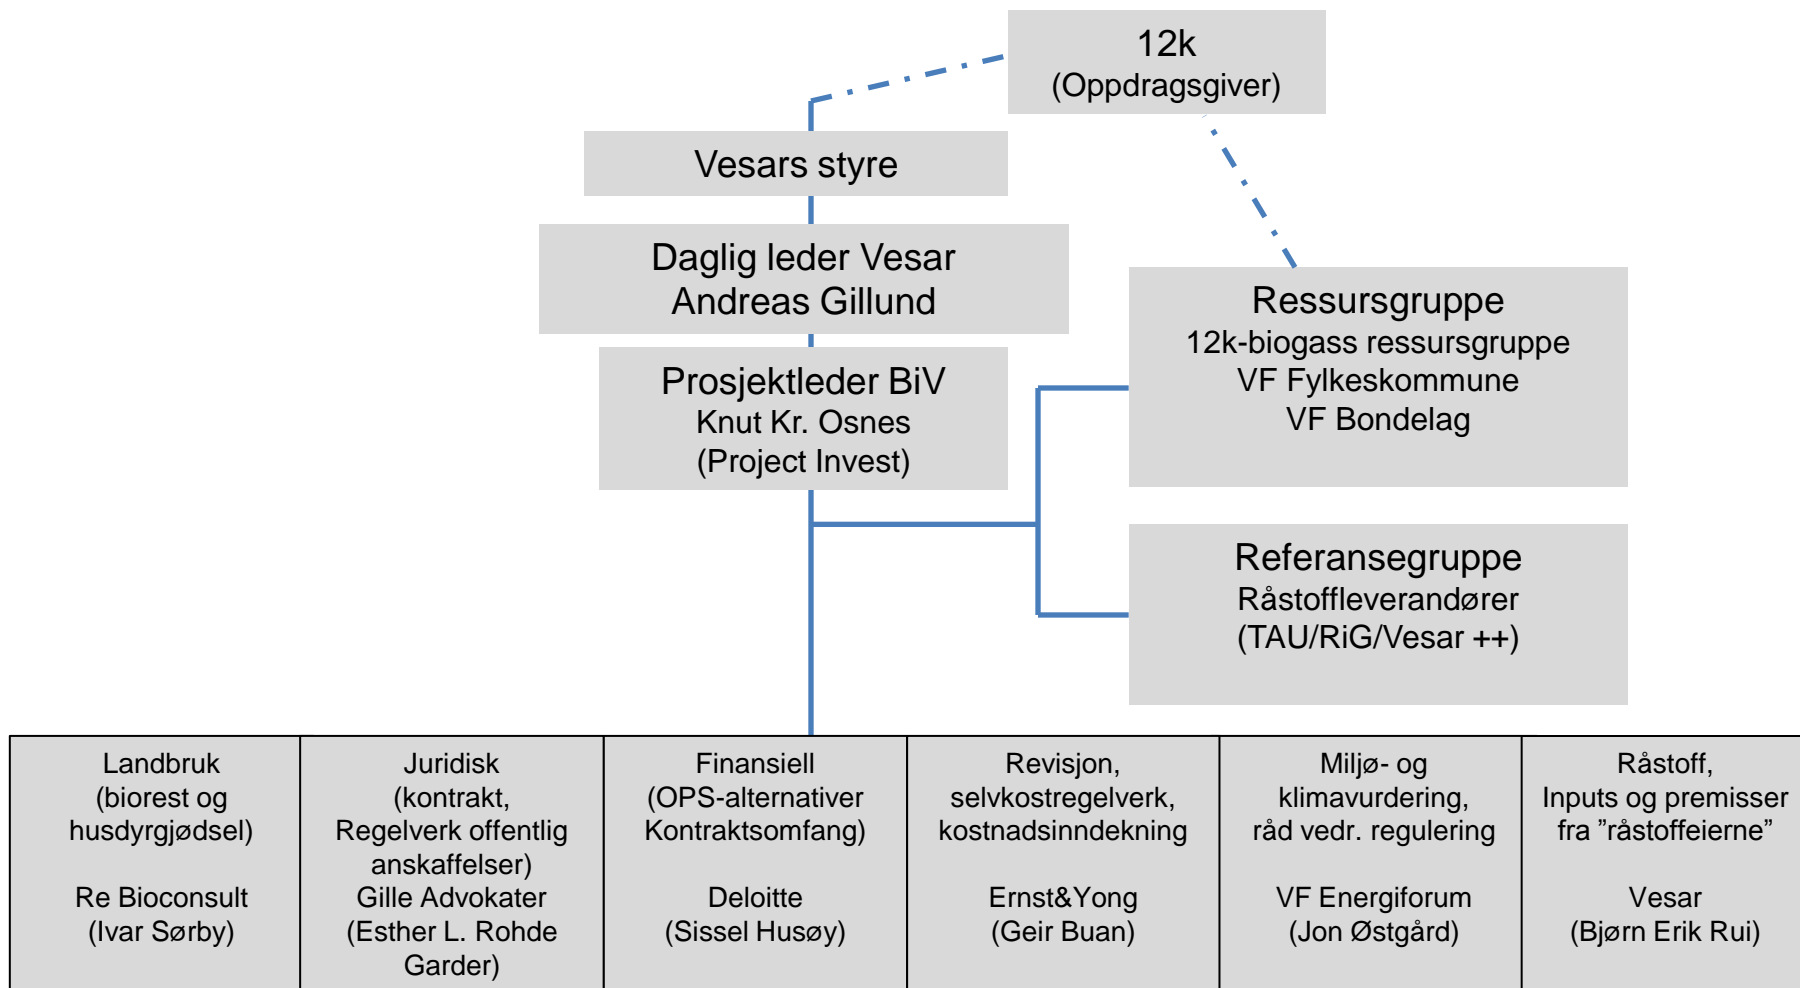 12k
(Oppdragsgiver)
Vesars styre
Daglig leder Vesar
Andreas Gillund
Prosjektleder BiV
Knut Kr. Osnes
(Project Invest)
Ressursgruppe
12k-biogass ressursgruppe
VF Fylkeskommune
VF Bondelag
Referansegruppe
Råstoffleverandører
(TAU/RiG/Vesar ++)
Landbruk
(biorest og
husdyrgjødsel)
Re Bioconsult
(Ivar Sørby)
Juridisk
(kontrakt,
Regelverk offentlig
anskaffelser)
Gille Advokater
(Esther L. Rohde
Garder)
Finansiell
(OPS-alternativer
Kontraktsomfang)
Deloitte
(Sissel Husøy)
Revisjon,
selvkostregelverk,
kostnadsinndekning
Ernst&Yong
(Geir Buan)
Miljø- og
klimavurdering,
råd vedr. regulering
VF Energiforum
(Jon Østgård)
Råstoff,
Inputs og premisser
fra ”råstoffeierne”
Vesar
(Bjørn Erik Rui)